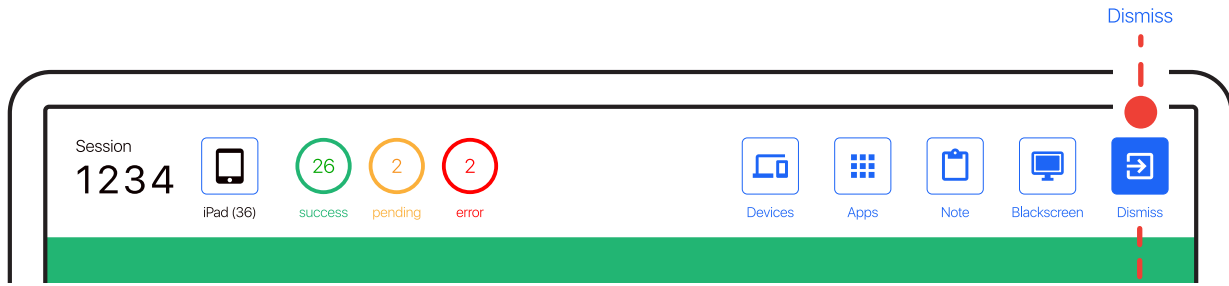 Dismiss
Session
1234
26
2
2
iPad (36)
success
pending
error
Devices
Apps
Note
Blackscreen
Dismiss